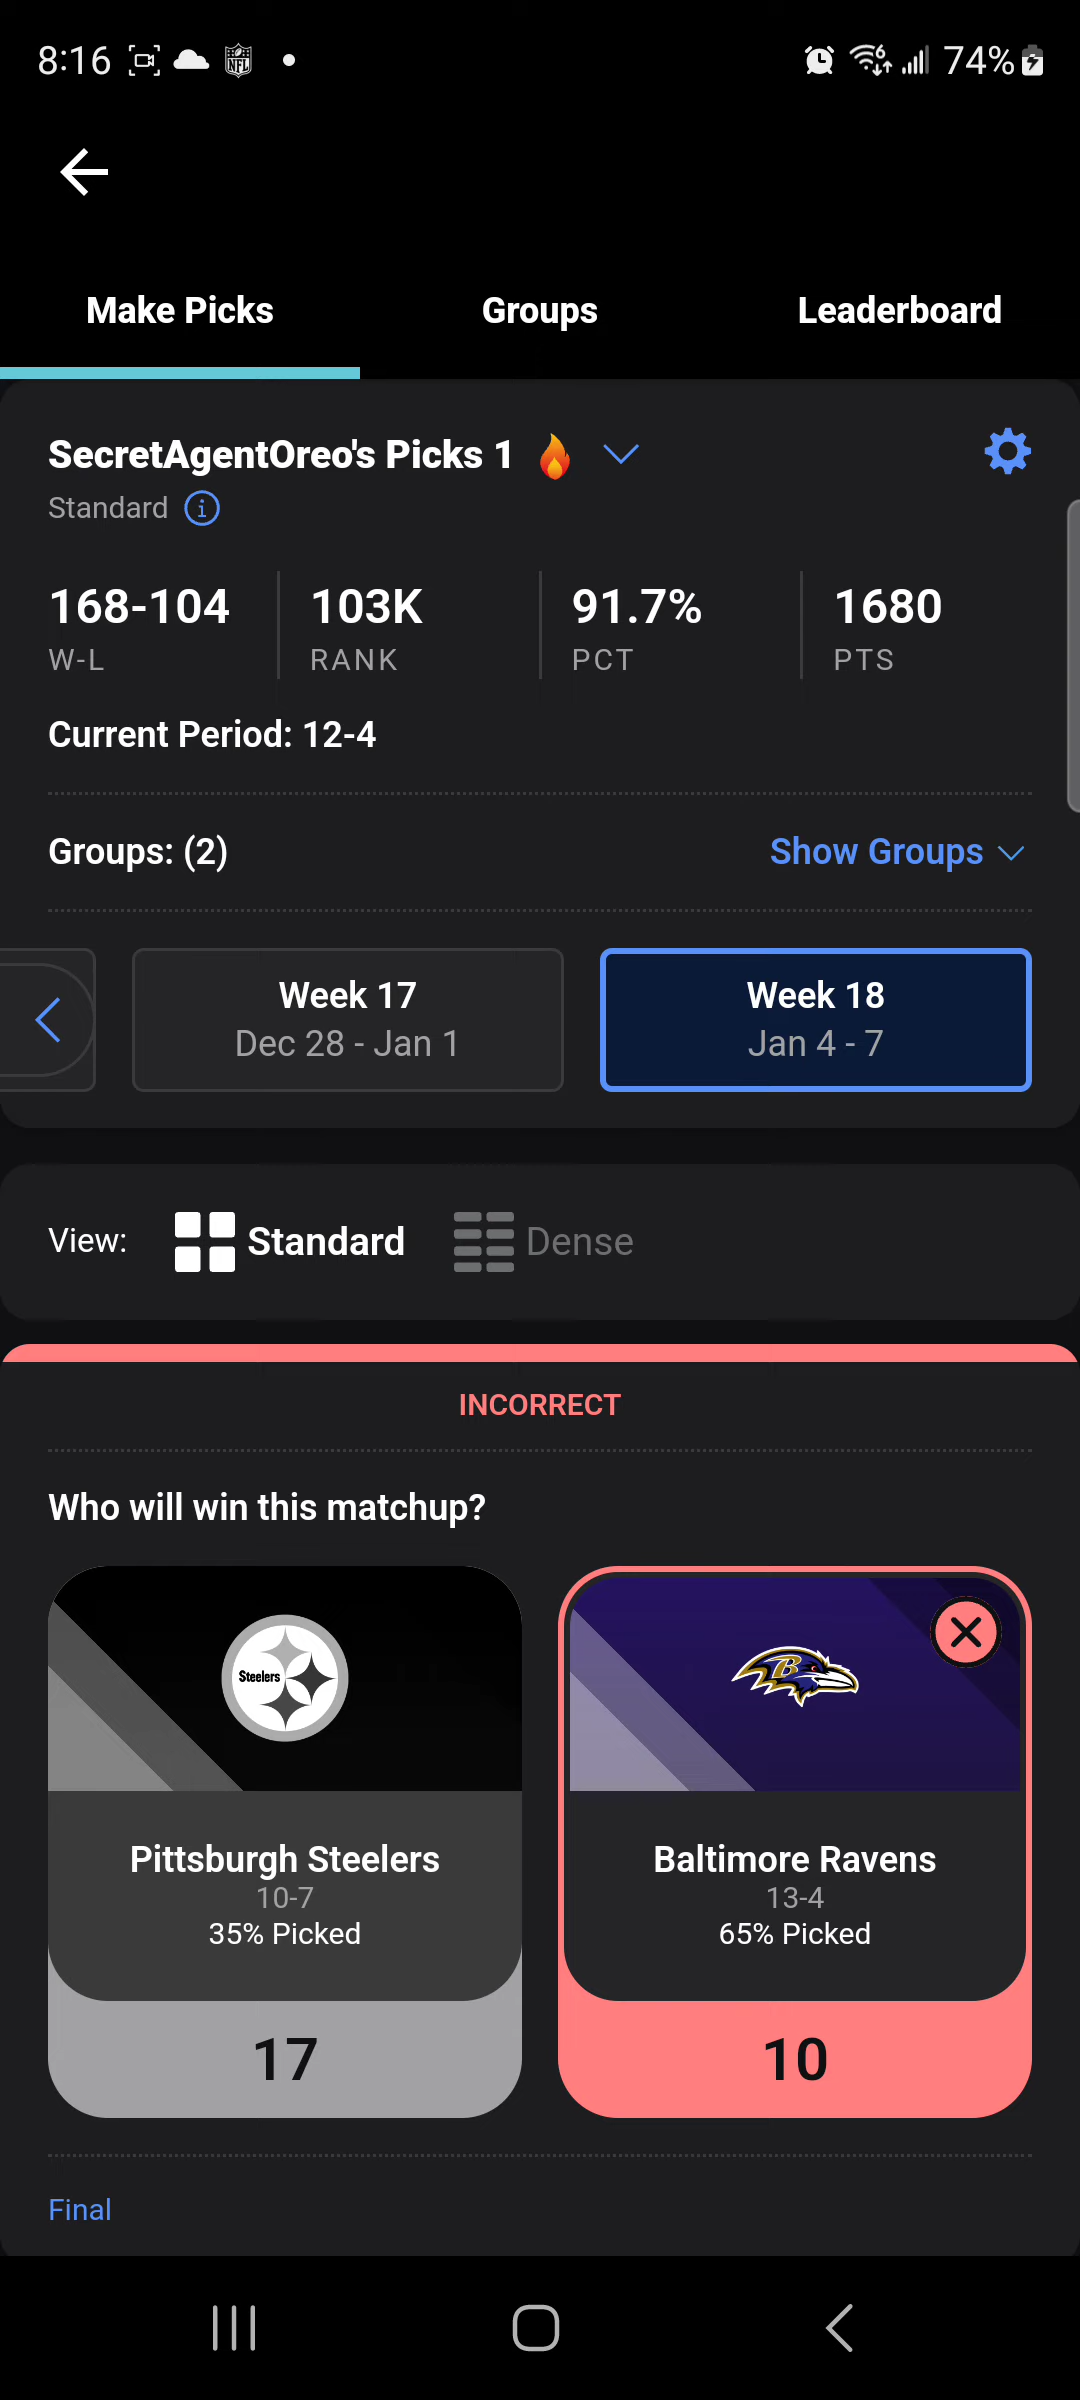 8:16
NFL
6
74%
Make Picks
Groups
Leaderboard
SecretAgentOreo's Picks 1 🔥
Standard i
168-104
W-L
103K
RANK
91.7%
PCT
1680
PTS
Current Period: 12-4
Groups: (2)
Show Groups
Week 17
Dec 28 - Jan 1
Week 18
Jan 4 - 7
View:
Standard
Dense
INCORRECT
Who will win this matchup?
Steelers
B
Pittsburgh Steelers
10-7
35% Picked
17
Baltimore Ravens
13-4
65% Picked
10
Final